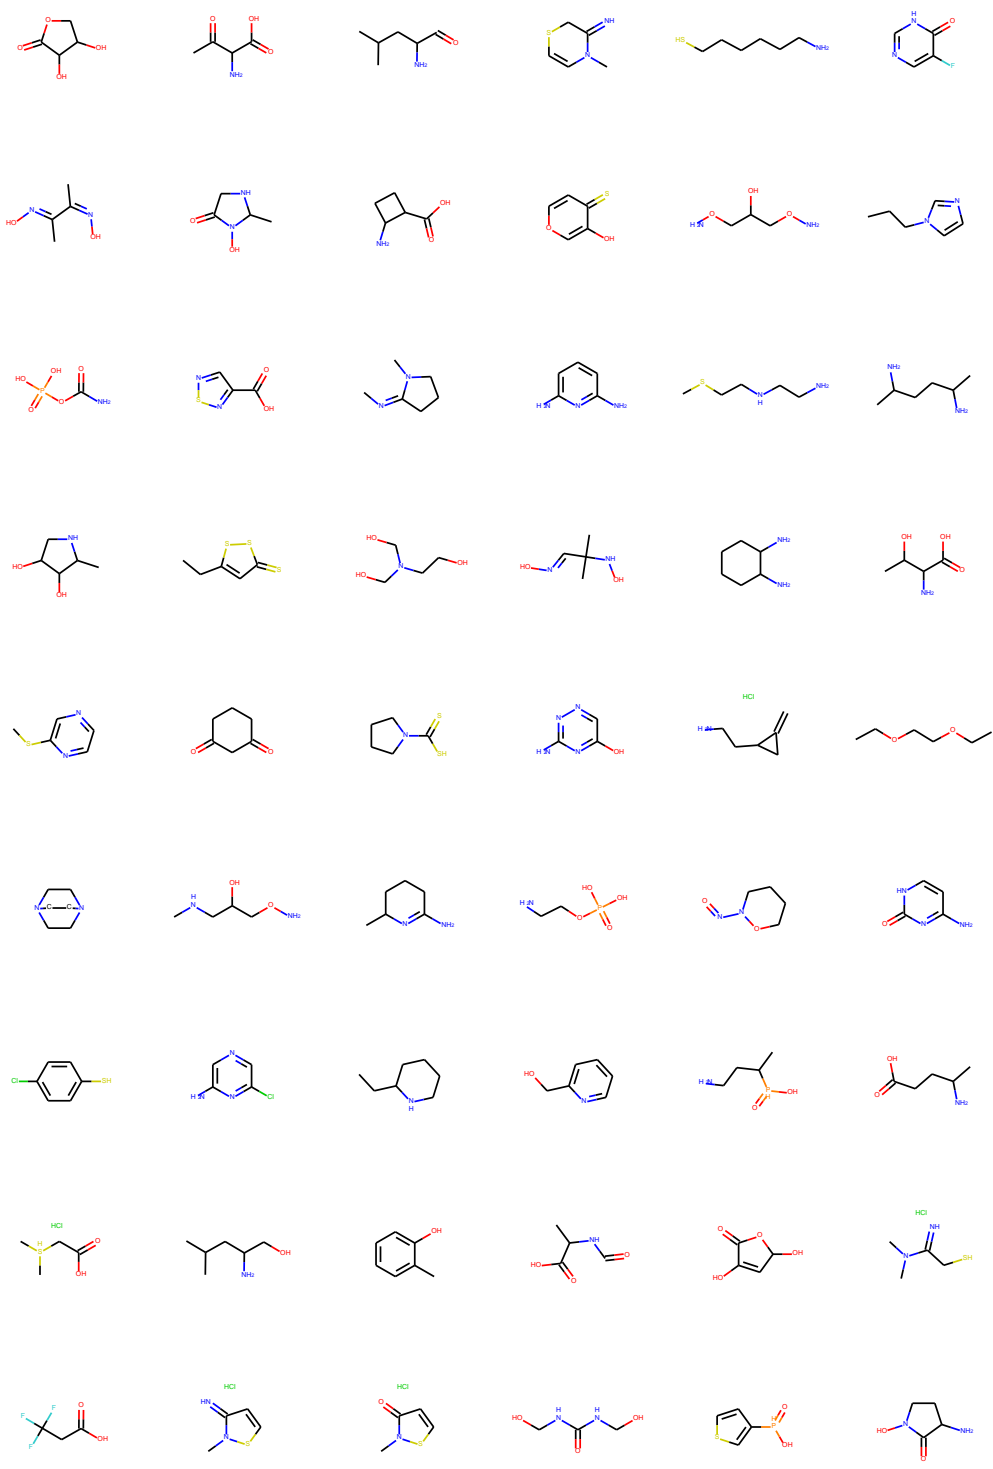 O O OH
OH
O OH O NH₂
O NH₂
S NH N
HS NH₂
H N O N F
HO N N OH
NH O N OH
OH O NH₂
S O OH
OH O O H₂N NH₂
N N
OH HO P O O O NH₂
N S N O OH
N N
H₂N N NH₂
S N H NH₂
NH₂ NH₂
NH HO OH
S S S
HO HO N OH
HO N NH OH
NH₂ NH₂
OH OH O NH₂
N S N
O O
S N SH
N N H₂N N OH
HCl H₂N
O O
N C C N
H N OH O NH₂
N NH₂
H₂N O HO P OH O
O N N O
HN O N NH₂
Cl SH
N H₂N N Cl
N H
HO N
H₂N P H OH O
OH O NH₂
HCl H S O OH
NH₂ OH
OH
NH HO O O
O O OH HO
HCl NH N SH
F F F O OH
HCl HN N S
HCl O N S
HO H N H N OH O
S H P O OH
HO N O NH₂